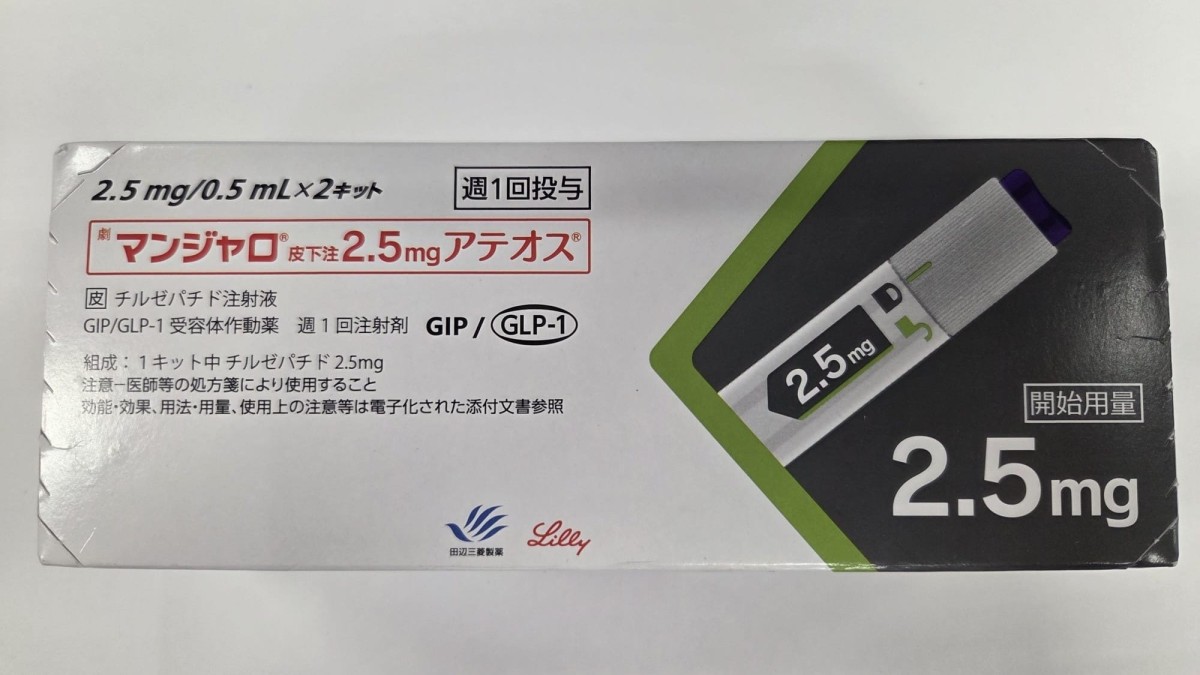 2.5 mg/0.5 mL×2キット
週1回投与
劇 マンジャロ® 皮下注2.5mgアテオス®
皮 チルゼパチド注射液
GIP/GLP-1 受容体作動薬 週1回注射剤 GIP / GLP-1
組成：1キット中 チルゼパチド 2.5mg
注意－医師等の処方箋により使用すること
効能・効果、用法・用量、使用上の注意等は電子化された添付文書参照
田辺三菱製薬
Lilly
2.5 mg
開始用量
2.5mg